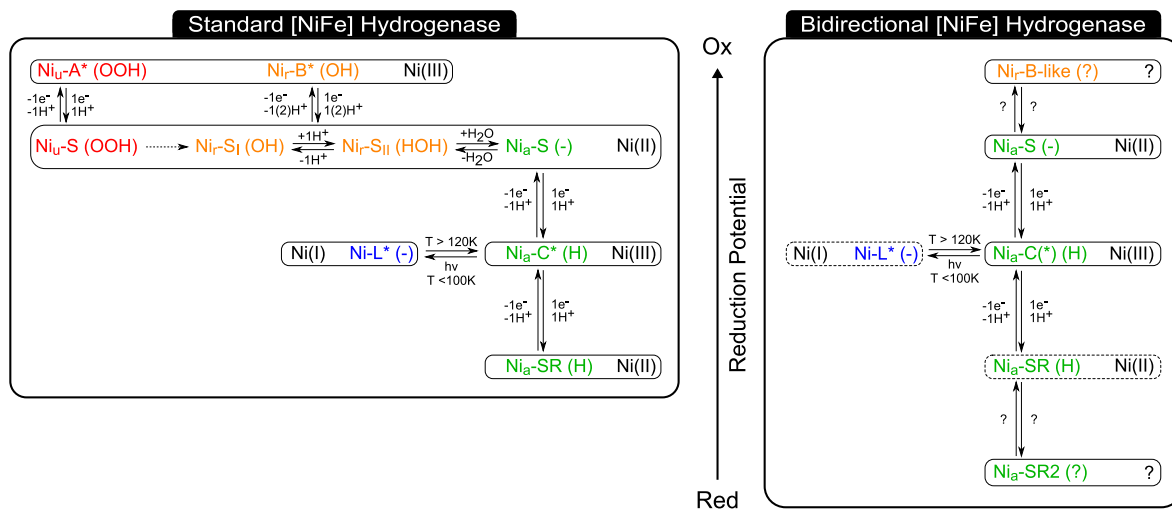 Standard [NiFe] Hydrogenase
Niu-A* (OOH) Nir-B* (OH) Ni(III)
-1e- 1e- -1e- 1e-
-1H+ 1H+ -1(2)H+ 1(2)H+
Niu-S (OOH) Nir-SI (OH) +1H+ Nir-SII (HOH) +H2O Nia-S (-) Ni(II)
-1H+ -H2O
-1e- 1e-
-1H+ 1H+
Ni(I) Ni-L* (-) T > 120K Nia-C* (H) Ni(III)
hv
T <100K
-1e- 1e-
-1H+ 1H+
Nia-SR (H) Ni(II)
Ox
Reduction Potential
Red
Bidirectional [NiFe] Hydrogenase
Nir-B-like (?) ?
? ?
Nia-S (-) Ni(II)
-1e- 1e-
-1H+ 1H+
Ni(I) Ni-L* (-) T > 120K Nia-C(*) (H) Ni(III)
hv
T <100K
-1e- 1e-
-1H+ 1H+
Nia-SR (H) Ni(II)
? ?
Nia-SR2 (?) ?